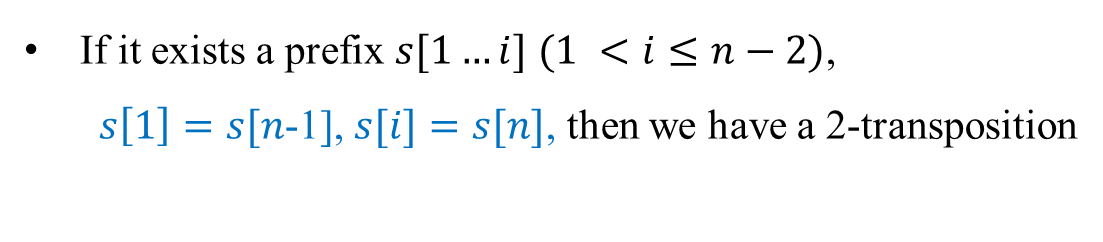 • If it exists a prefix s[1 … i] (1 < i ≤ n − 2),
s[1] = s[n-1], s[i] = s[n], then we have a 2-transposition